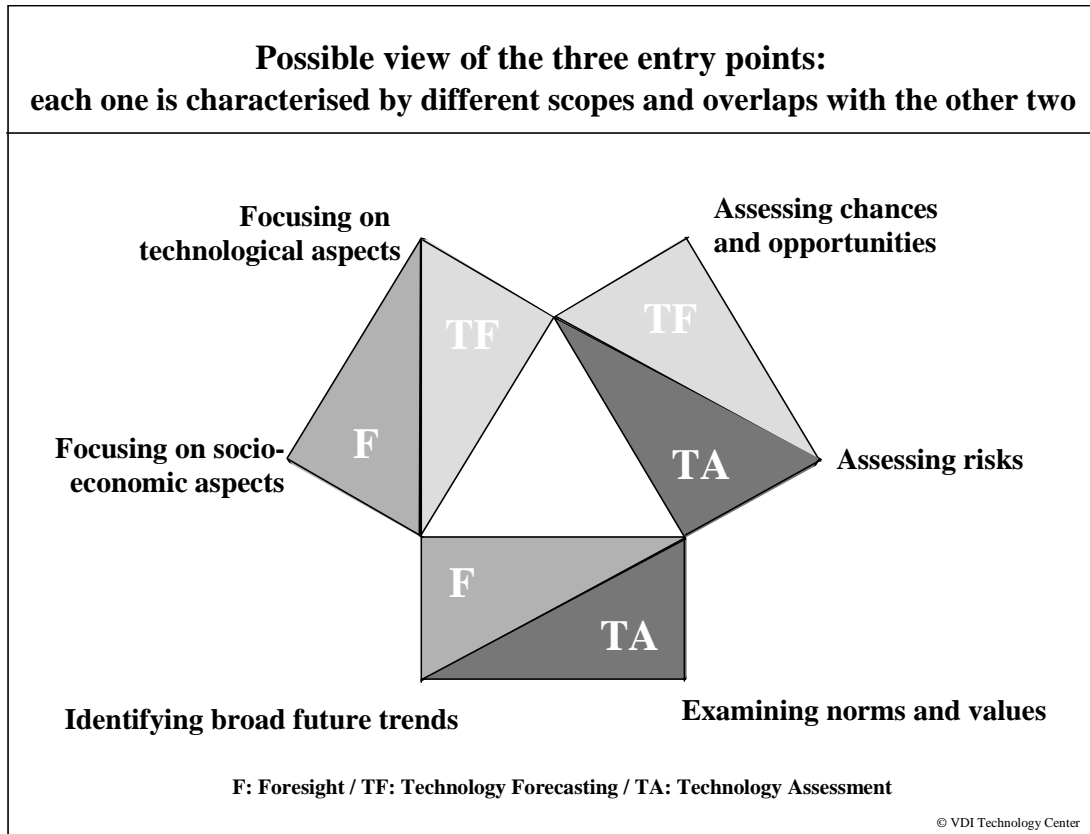 Possible view of the three entry points:
each one is characterised by different scopes and overlaps with the other two
Focusing on
technological aspects
Assessing chances
and opportunities
TF
TF
F
Focusing on socio-
economic aspects
TA
Assessing risks
F
TA
Identifying broad future trends
Examining norms and values
F: Foresight / TF: Technology Forecasting / TA: Technology Assessment
© VDI Technology Center